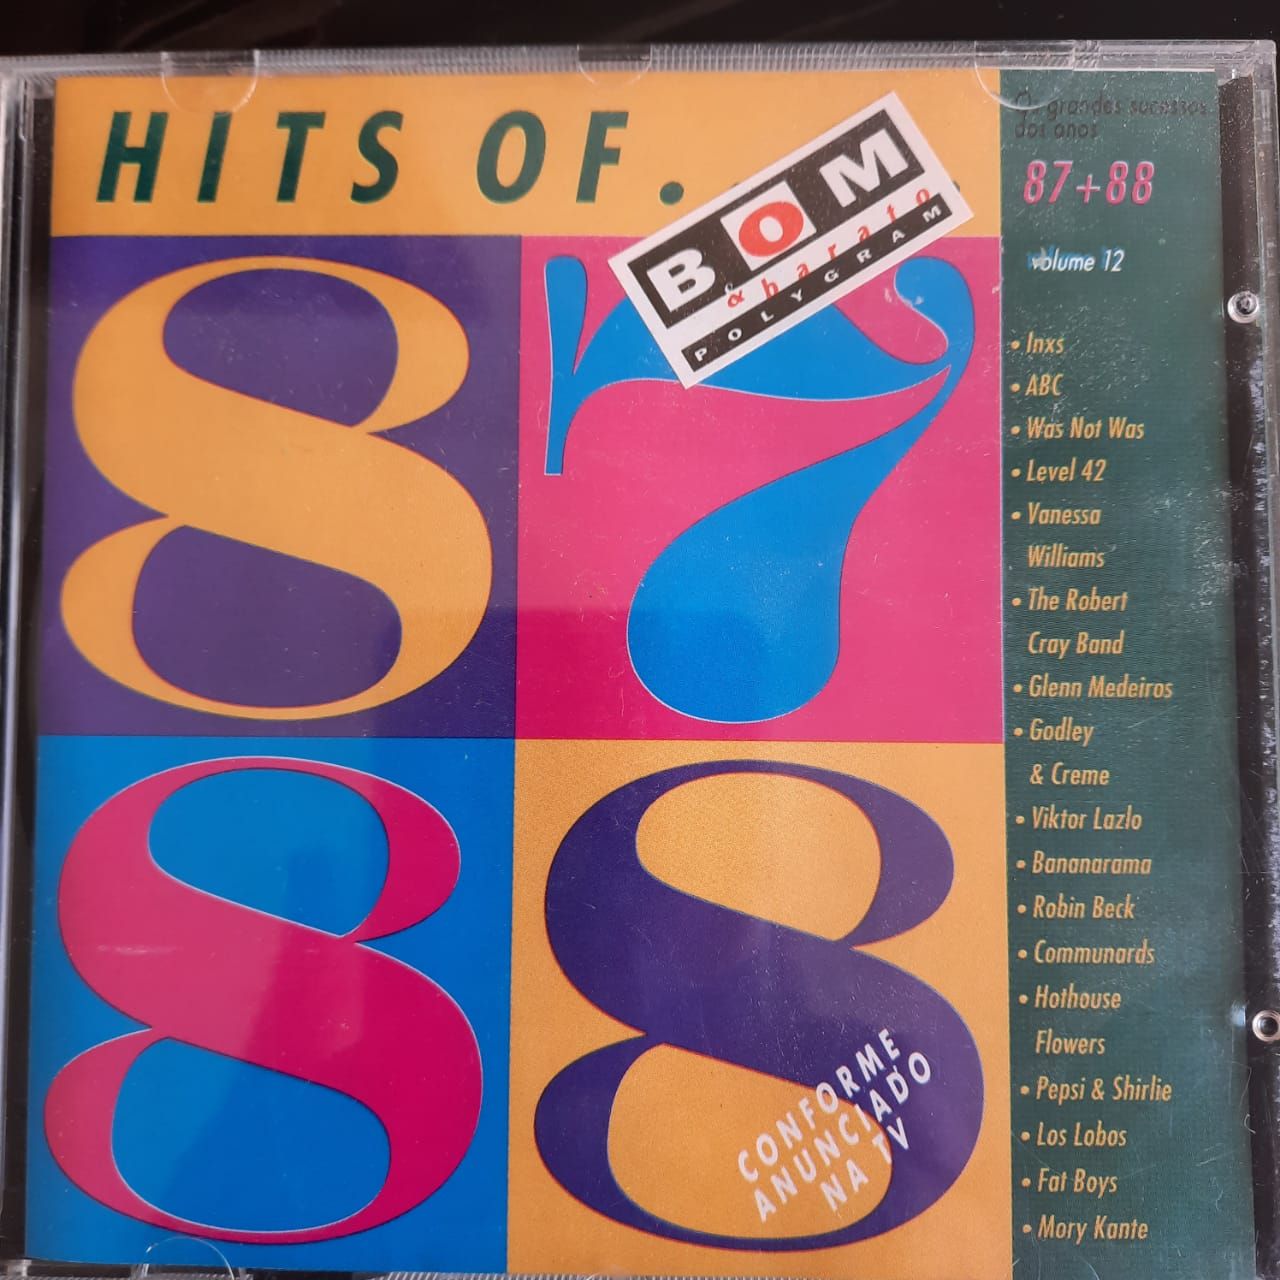 HITS OF. . . .
BOM
& barato
POLYGRAM
87
88
CONFORME
ANUNCIADO
NA TV
Os grandes sucessos
dos anos
87+88
volume 12
• Inxs
• ABC
• Was Not Was
• Level 42
• Vanessa
Williams
• The Robert
Cray Band
• Glenn Medeiros
• Godley
& Creme
• Viktor Lazlo
• Bananarama
• Robin Beck
• Communards
• Hothouse
Flowers
• Pepsi & Shirlie
• Los Lobos
• Fat Boys
• Mory Kante